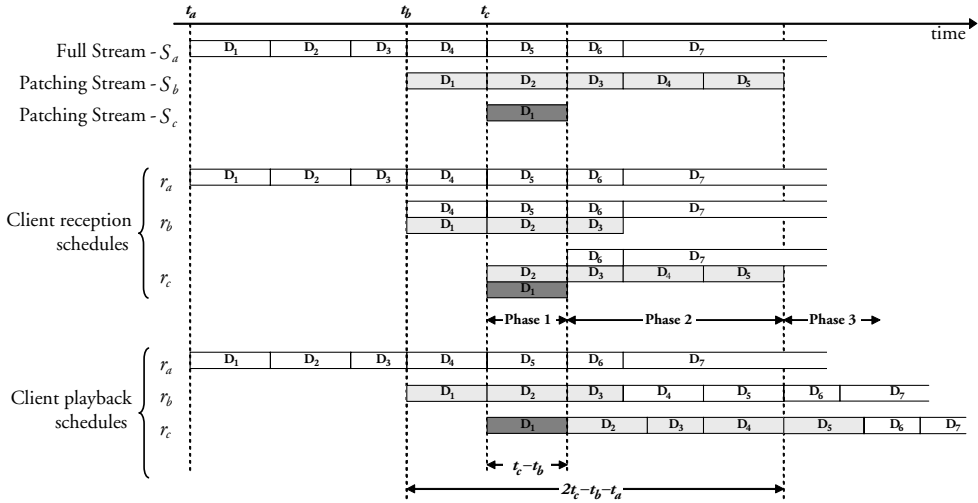 t_a t_b t_c
time
Full Stream - S_a D_1 D_2 D_3 D_4 D_5 D_6 D_7
Patching Stream - S_b D_1 D_2 D_3 D_4 D_5
Patching Stream - S_c D_1
r_a D_1 D_2 D_3 D_4 D_5 D_6 D_7
Client reception
schedules
r_b D_4 D_5 D_6 D_7
D_1 D_2 D_3
D_6 D_7
r_c D_2 D_3 D_4 D_5
D_1
Phase 1 Phase 2 Phase 3
r_a D_1 D_2 D_3 D_4 D_5 D_6 D_7
Client playback
schedules
r_b D_1 D_2 D_3 D_4 D_5 D_6 D_7
r_c D_1 D_2 D_3 D_4 D_5 D_6 D_7
t_c–t_b
2t_c–t_b–t_a